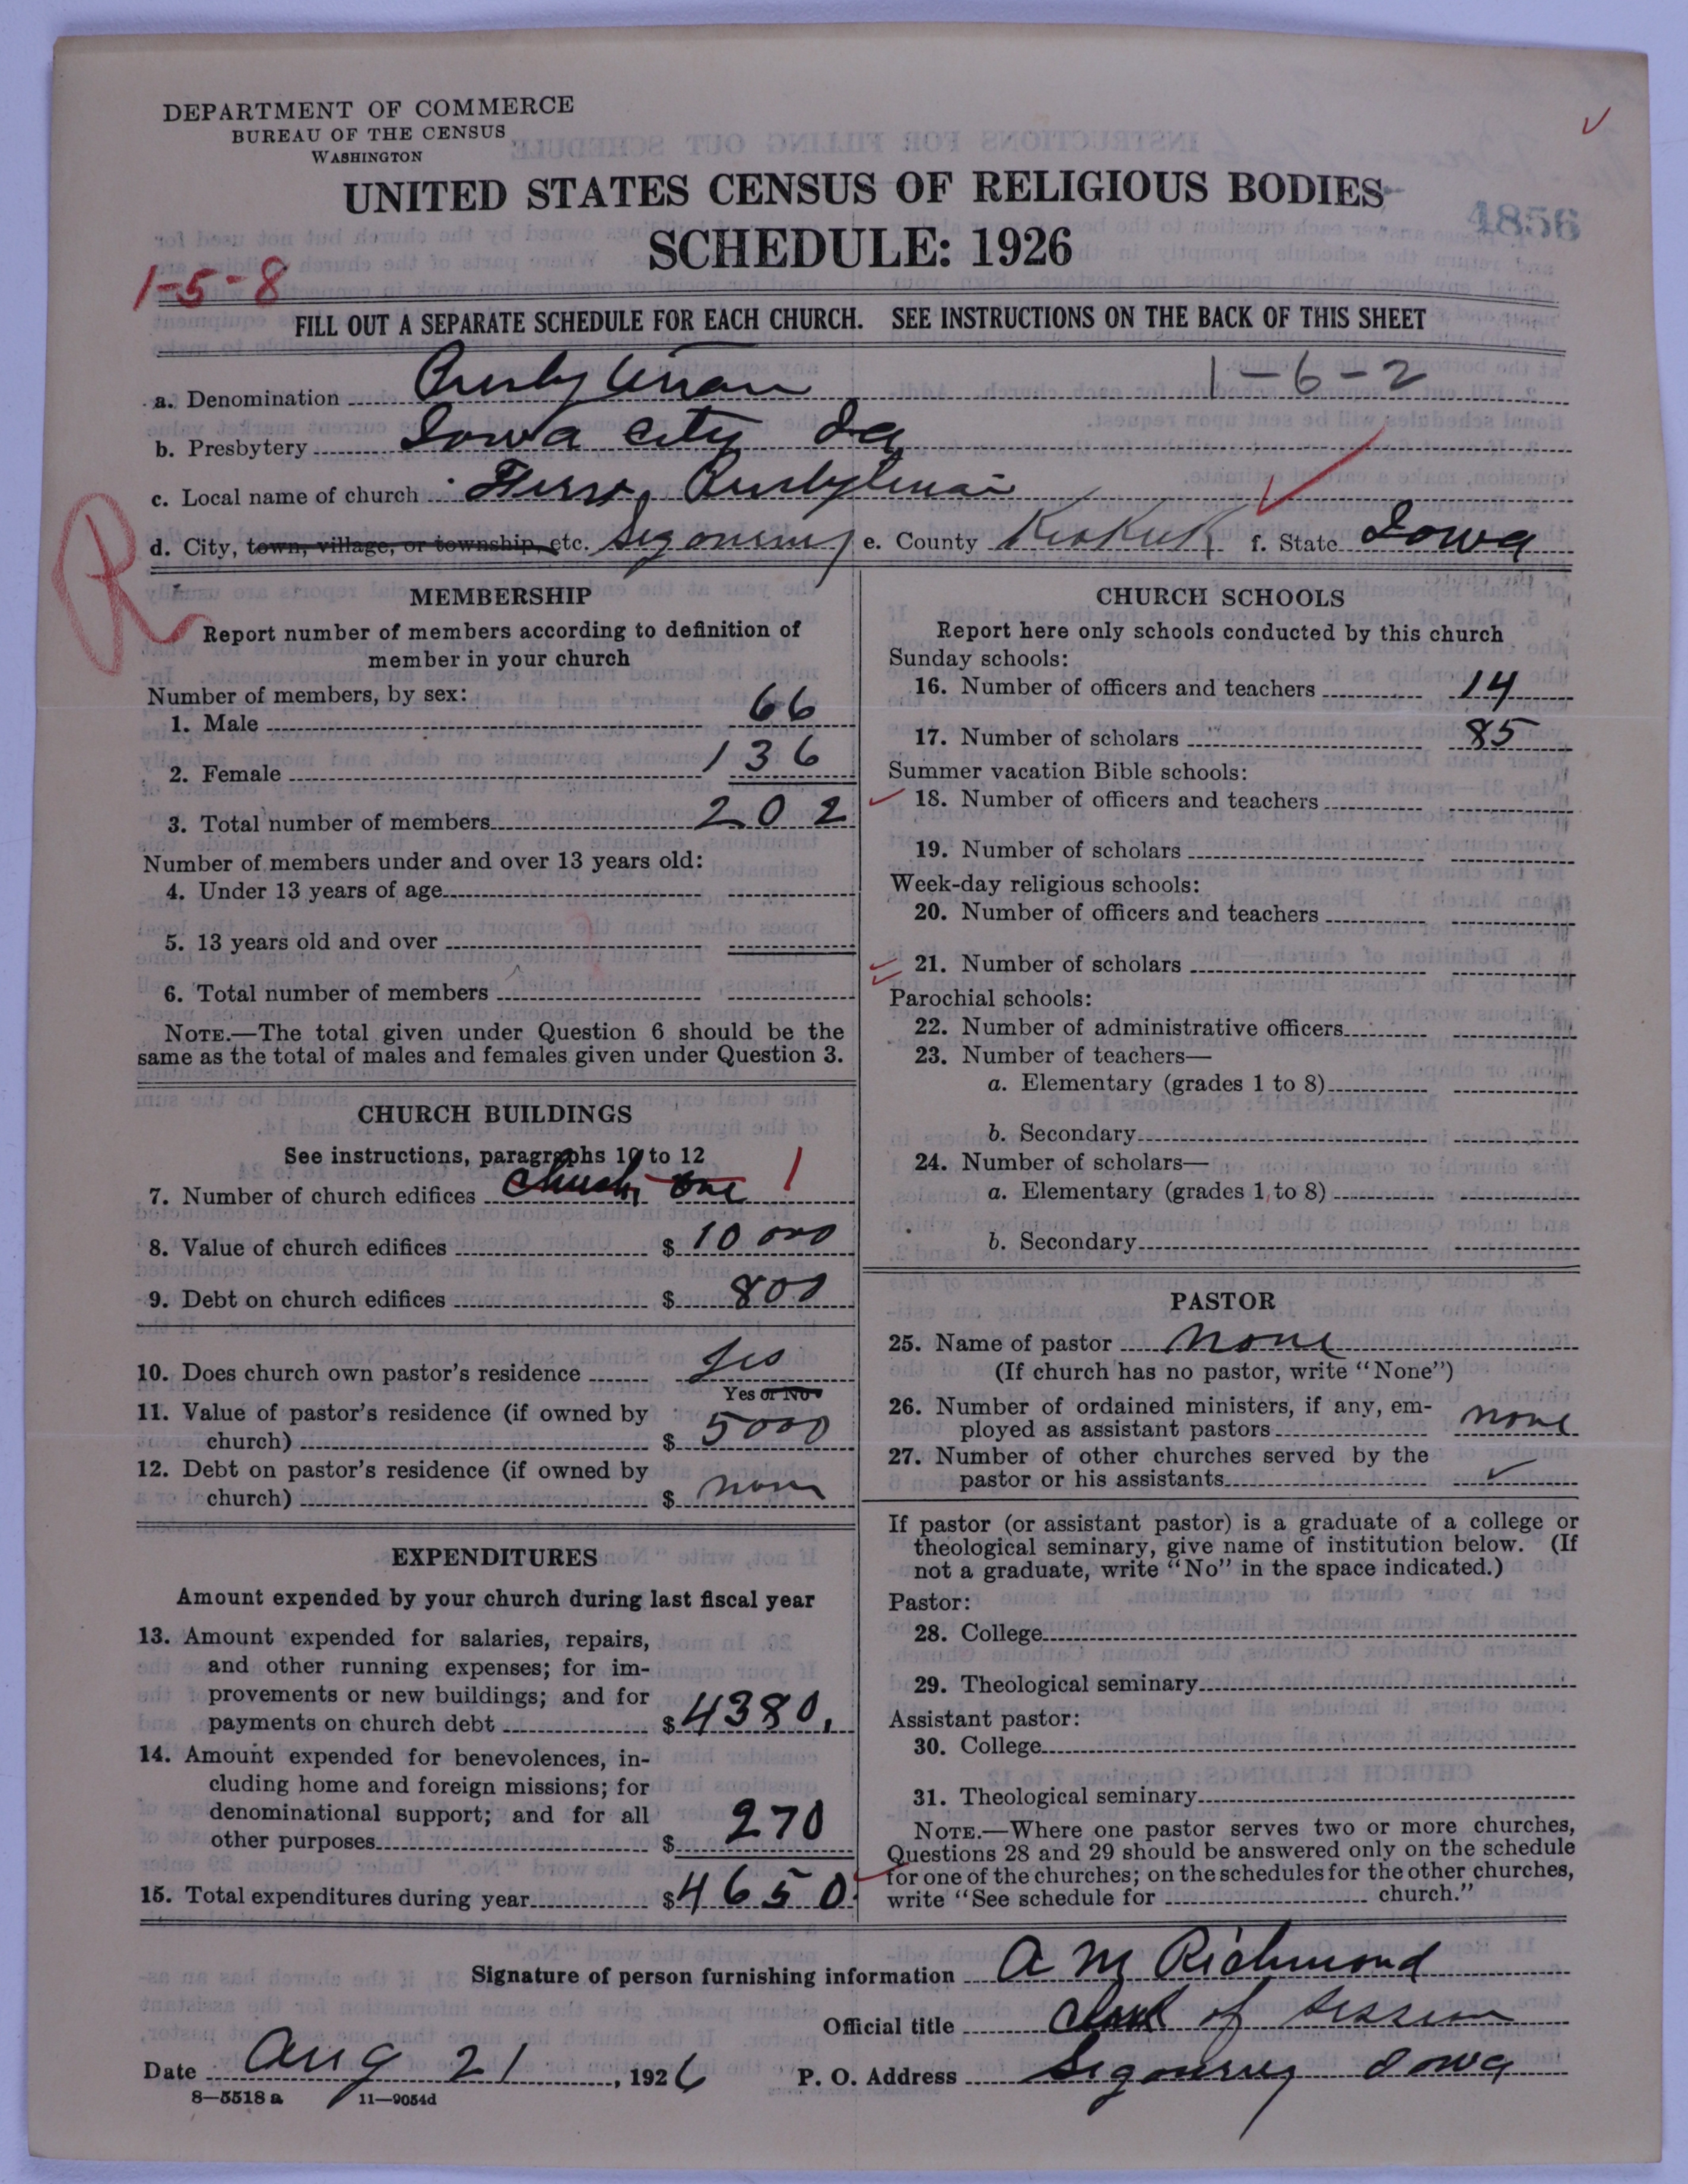 DEPARTMENT OF COMMERCE
BUREAU OF THE CENSUS
WASHINGTON
UNITED STATES CENSUS OF RELIGIOUS BODIES
4856
SCHEDULE: 1926
1-5-8
FILL OUT A SEPARATE SCHEDULE FOR EACH CHURCH. SEE INSTRUCTIONS ON THE BACK OF THIS SHEET
a. Denomination Presbyterian 1-6-2
b. Presbytery Iowa City Ia
c. Local name of church First Presbyterian
R
d. City, town, village, or township, etc. Sigourney e. County Keokuk f. State Iowa
MEMBERSHIP
Report number of members according to definition of
member in your church
Number of members, by sex:
1. Male 66
2. Female 136
3. Total number of members 202
Number of members under and over 13 years old:
4. Under 13 years of age
5. 13 years old and over
6. Total number of members
NOTE.—The total given under Question 6 should be the
same as the total of males and females given under Question 3.
CHURCH BUILDINGS
See instructions, paragraphs 10 to 12
7. Number of church edifices Church one 1
8. Value of church edifices $ 10000
9. Debt on church edifices $ 800
10. Does church own pastor's residence Yes
Yes or No
11. Value of pastor's residence (if owned by
church) $ 5000
12. Debt on pastor's residence (if owned by
church) $ none
EXPENDITURES
Amount expended by your church during last fiscal year
13. Amount expended for salaries, repairs,
and other running expenses; for im-
provements or new buildings; and for
payments on church debt $ 4380.
14. Amount expended for benevolences, in-
cluding home and foreign missions; for
denominational support; and for all
other purposes $ 270
15. Total expenditures during year $ 4650
CHURCH SCHOOLS
Report here only schools conducted by this church
Sunday schools:
16. Number of officers and teachers 14
17. Number of scholars 85
Summer vacation Bible schools:
18. Number of officers and teachers
19. Number of scholars
Week-day religious schools:
20. Number of officers and teachers
21. Number of scholars
Parochial schools:
22. Number of administrative officers
23. Number of teachers—
a. Elementary (grades 1 to 8)
b. Secondary
24. Number of scholars—
a. Elementary (grades 1 to 8)
b. Secondary
PASTOR
25. Name of pastor none
(If church has no pastor, write "None")
26. Number of ordained ministers, if any, em-
ployed as assistant pastors none
27. Number of other churches served by the
pastor or his assistants ✓
If pastor (or assistant pastor) is a graduate of a college or
theological seminary, give name of institution below. (If
not a graduate, write "No" in the space indicated.)
Pastor:
28. College
29. Theological seminary
Assistant pastor:
30. College
31. Theological seminary
NOTE.—Where one pastor serves two or more churches,
Questions 28 and 29 should be answered only on the schedule
for one of the churches; on the schedules for the other churches,
write "See schedule for church."
Signature of person furnishing information A M Richmond
Official title Clerk of Session
Date Aug 21, 1926 P. O. Address Sigourney Iowa
8—5518 a 11—9054d